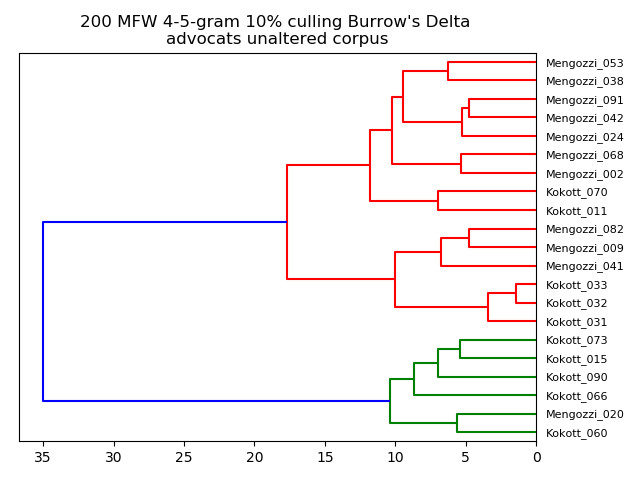 200 MFW 4-5-gram 10% culling Burrow's Delta
advocats unaltered corpus
Mengozzi_053
Mengozzi_038
Mengozzi_091
Mengozzi_042
Mengozzi_024
Mengozzi_068
Mengozzi_002
Kokott_070
Kokott_011
Mengozzi_082
Mengozzi_009
Mengozzi_041
Kokott_033
Kokott_032
Kokott_031
Kokott_073
Kokott_015
Kokott_090
Kokott_066
Mengozzi_020
Kokott_060
35 30 25 20 15 10 5 0